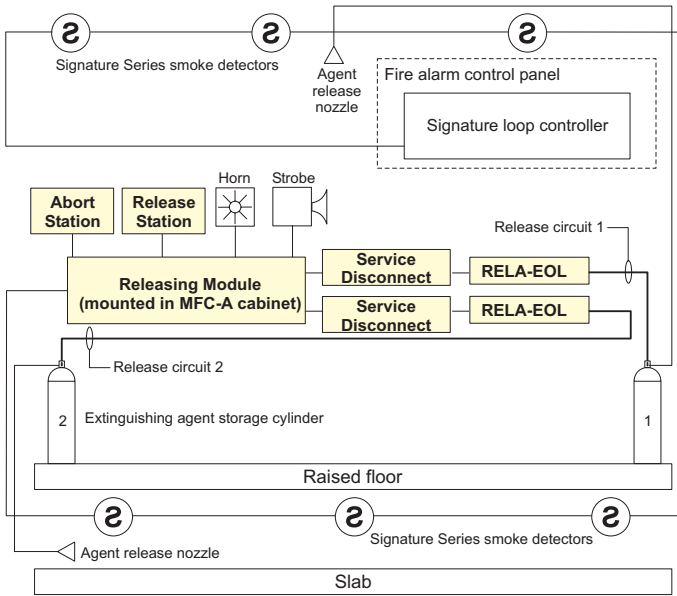 S S S
Signature Series smoke detectors
Agent
release
nozzle
Fire alarm control panel
Signature loop controller
Abort
Station
Release
Station
Horn
Strobe
Release circuit 1
Service
Disconnect
RELA-EOL
Releasing Module
(mounted in MFC-A cabinet)
Service
Disconnect
RELA-EOL
Release circuit 2
2
Extinguishing agent storage cylinder
1
Raised floor
S S S
Signature Series smoke detectors
Agent release nozzle
Slab